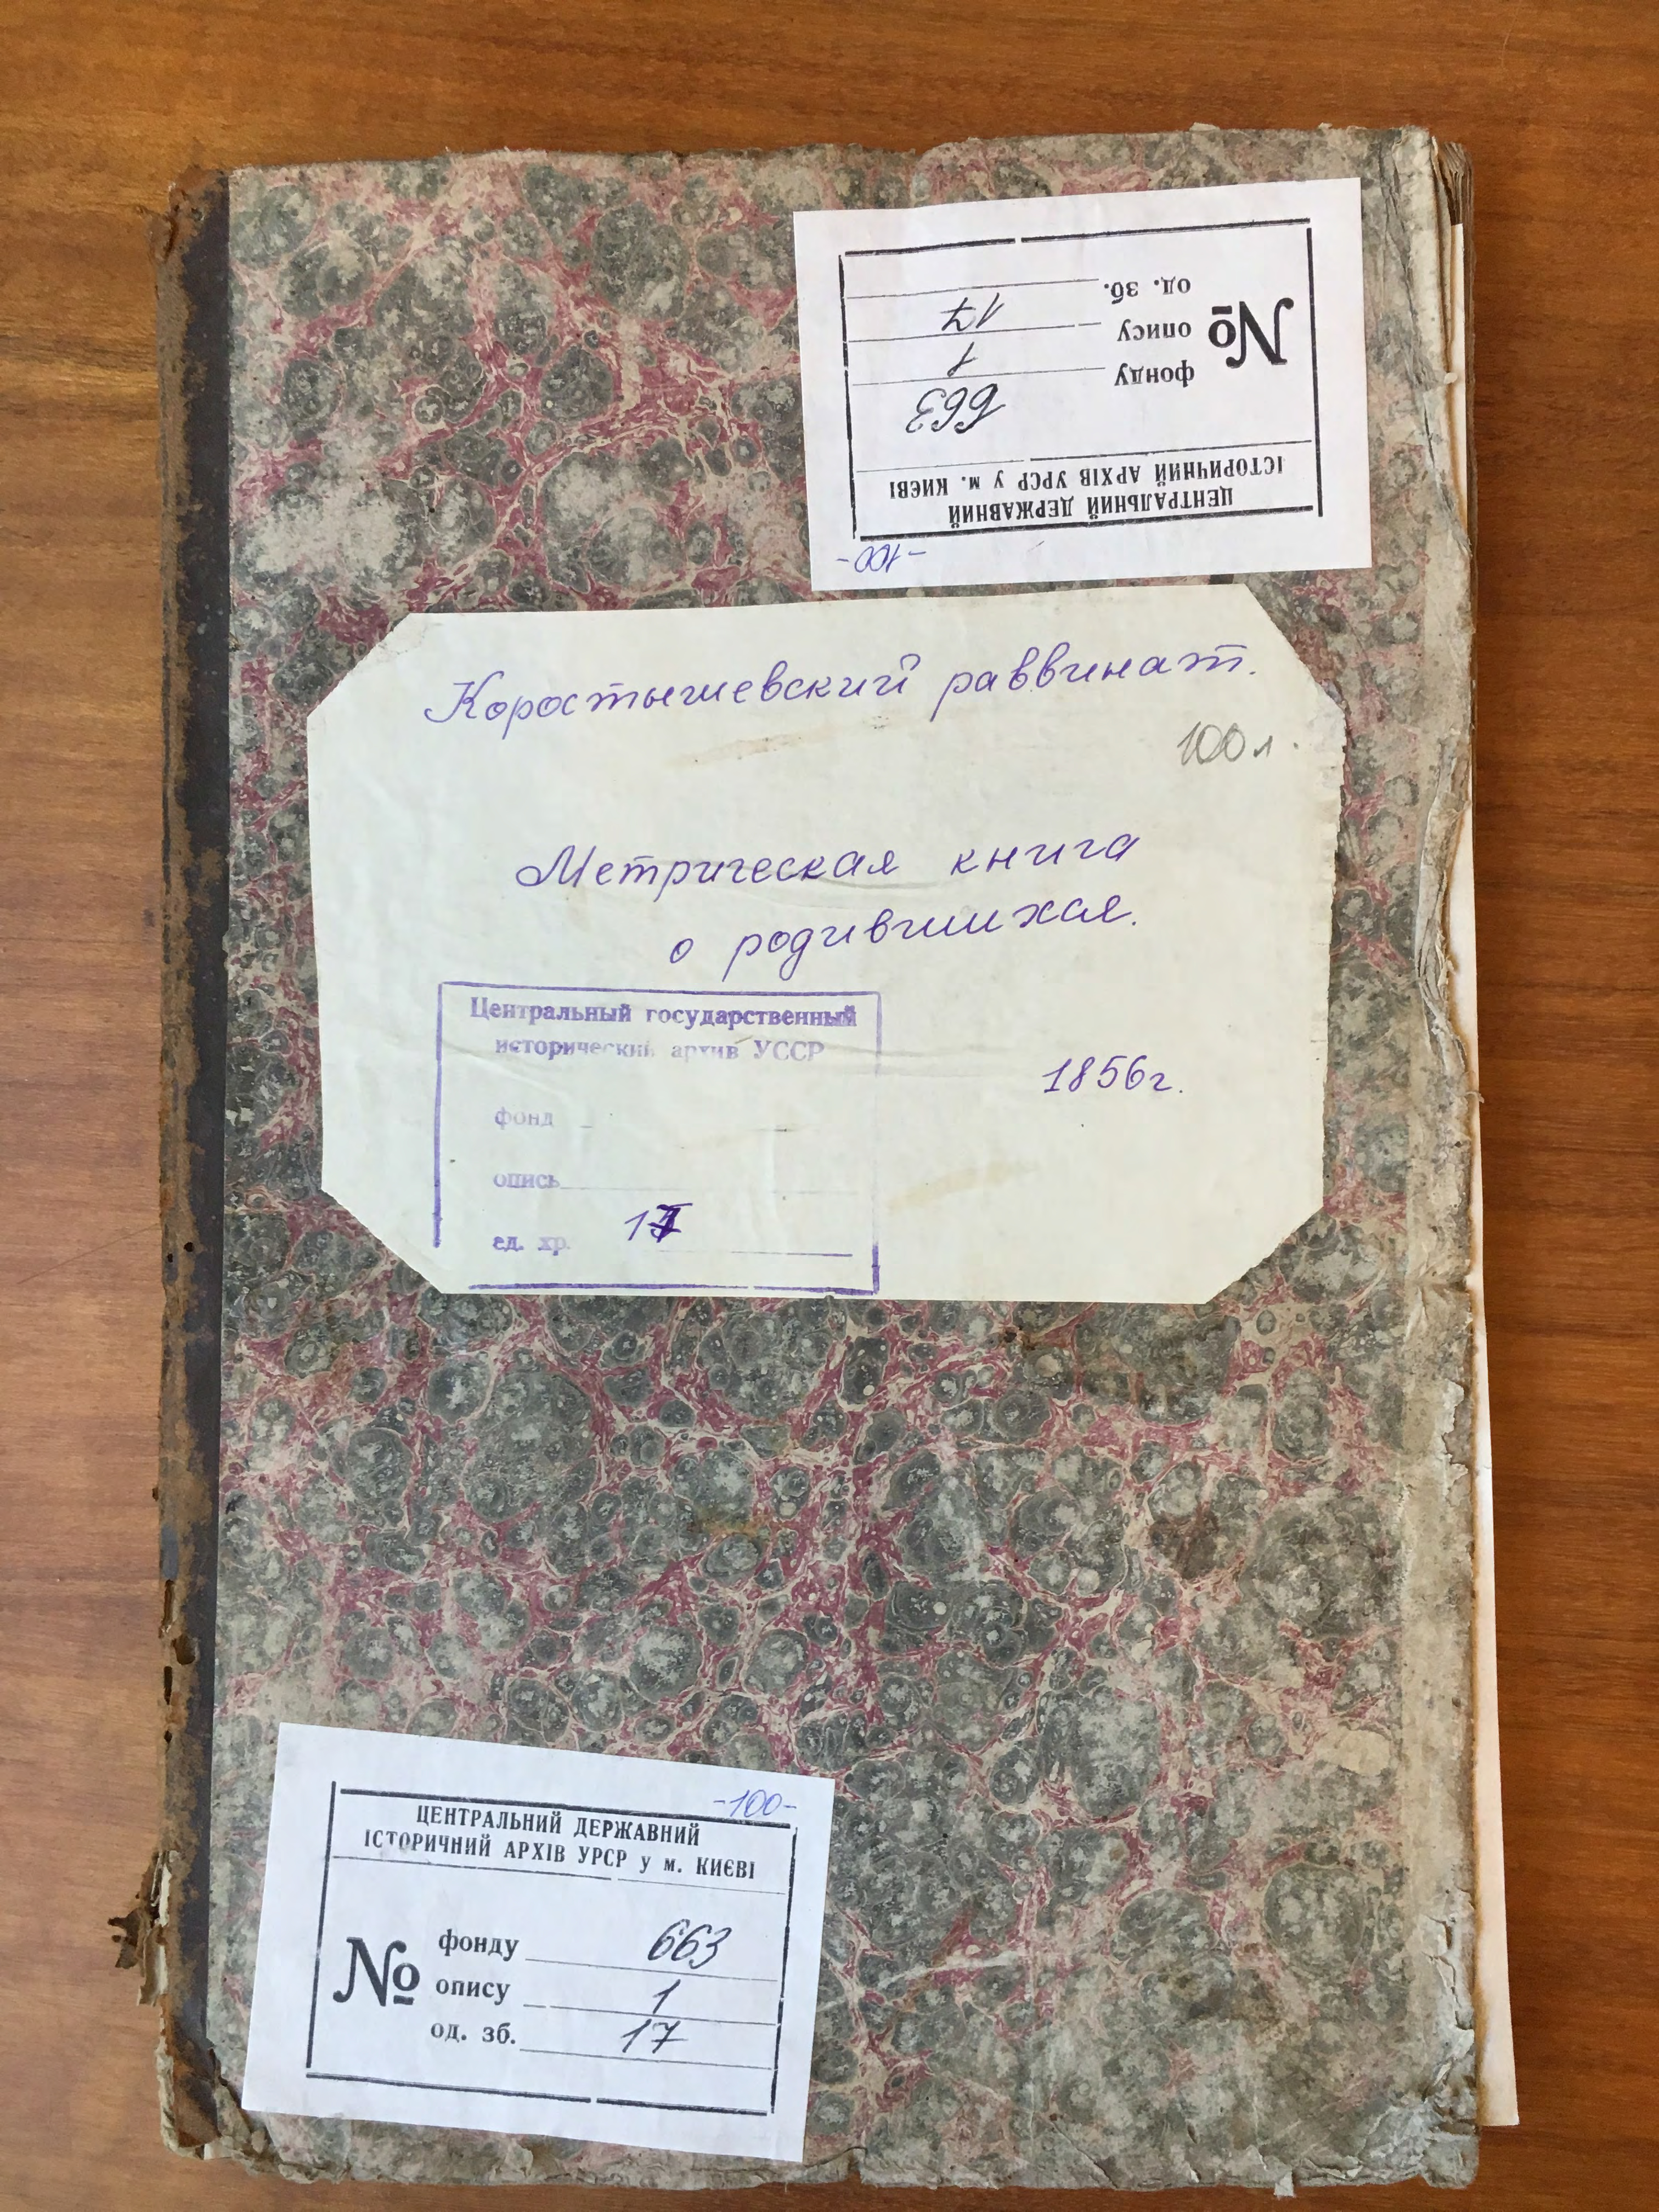 ЦЕНТРАЛЬНИЙ ДЕРЖАВНИЙ
ІСТОРИЧНИЙ АРХІВ УРСР у м. КИЄВІ
№
фонду 663
опису 1
од. зб. 17
-100-
Коростышевский раввинат.
100 л.
Метрическая книга
о родившихся.
Центральный государственный
исторический архив УССР
1856 г.
фонд
опись
ед. хр. 17
-100-
ЦЕНТРАЛЬНИЙ ДЕРЖАВНИЙ
ІСТОРИЧНИЙ АРХІВ УРСР у м. КИЄВІ
№
фонду 663
опису 1
од. зб. 17